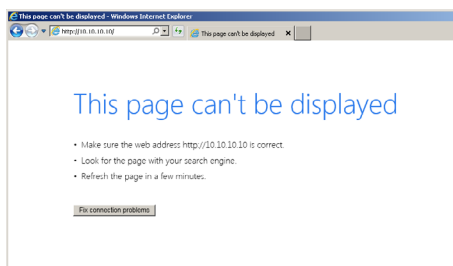 This page can't be displayed - Windows Internet Explorer
http://10.10.10.10/
This page can't be displayed
This page can't be displayed
• Make sure the web address http://10.10.10.10 is correct.
• Look for the page with your search engine.
• Refresh the page in a few minutes.
Fix connection problems